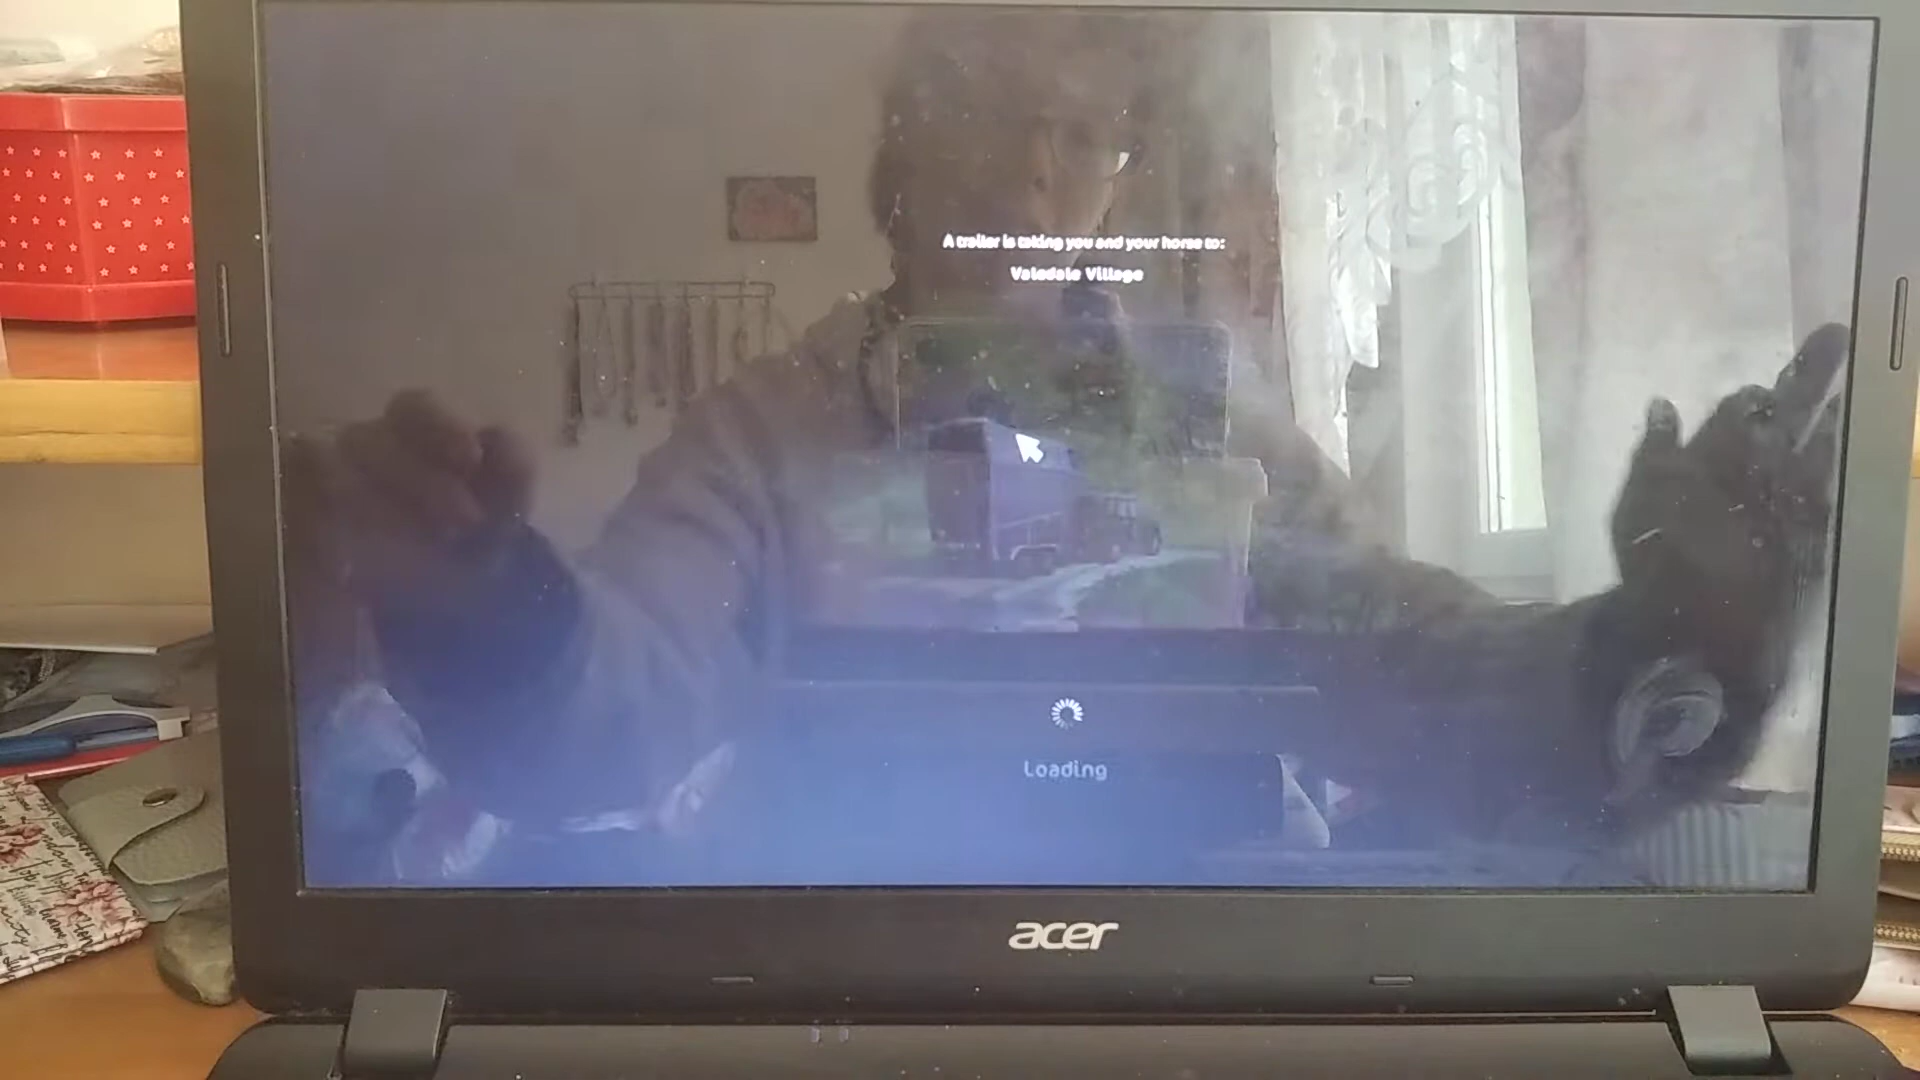 A trailer is taking you and your horse to:
Valedale Village
Loading
acer